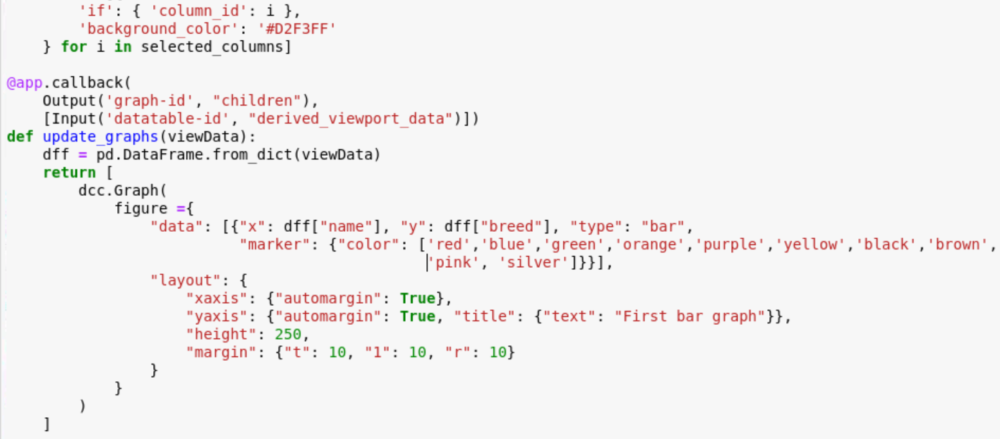 'if': { 'column_id': i },
'background_color': '#D2F3FF'
} for i in selected_columns]
@app.callback(
Output('graph-id', "children"),
[Input('datatable-id', "derived_viewport_data")])
def update_graphs(viewData):
dff = pd.DataFrame.from_dict(viewData)
return [
dcc.Graph(
figure ={
"data": [{"x": dff["name"], "y": dff["breed"], "type": "bar",
"marker": {"color": ['red','blue','green','orange','purple','yellow','black','brown',
'pink', 'silver']}}],
"layout": {
"xaxis": {"automargin": True},
"yaxis": {"automargin": True, "title": {"text": "First bar graph"}},
"height": 250,
"margin": {"t": 10, "1": 10, "r": 10}
}
}
)
]